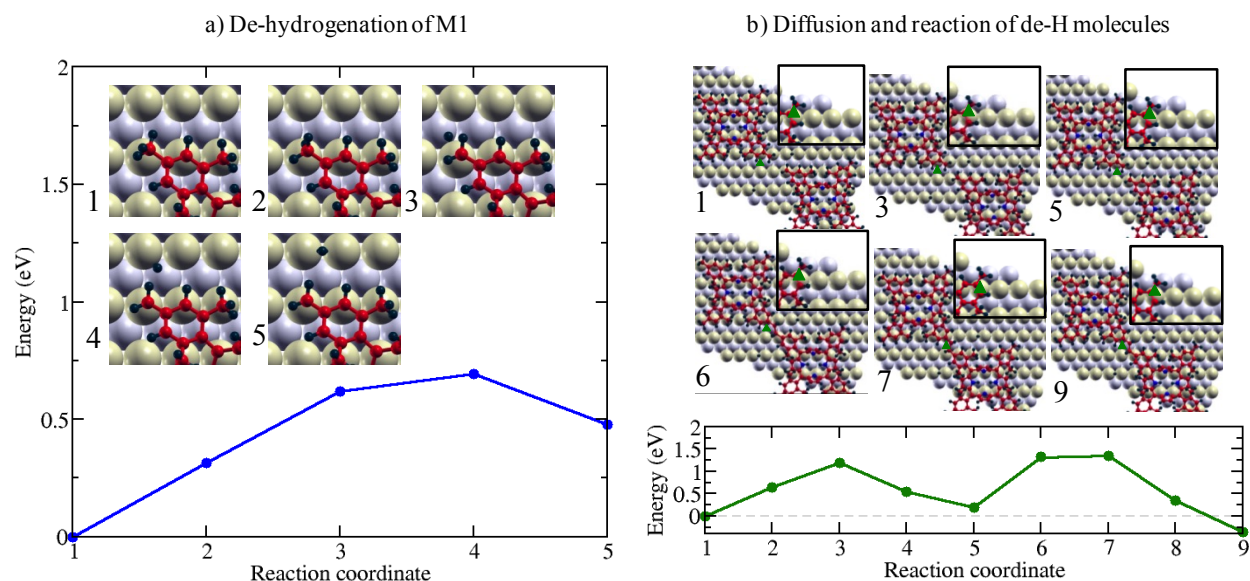 a) De-hydrogenation of M1
2
1.5
1
0.5
0
Energy (eV)
1 2 3
4 5
1 2 3 4 5
Reaction coordinate
b) Diffusion and reaction of de-H molecules
1 3 5
6 7 9
2
1.5
1
0.5
0
Energy (eV)
1 2 3 4 5 6 7 8 9
Reaction coordinate